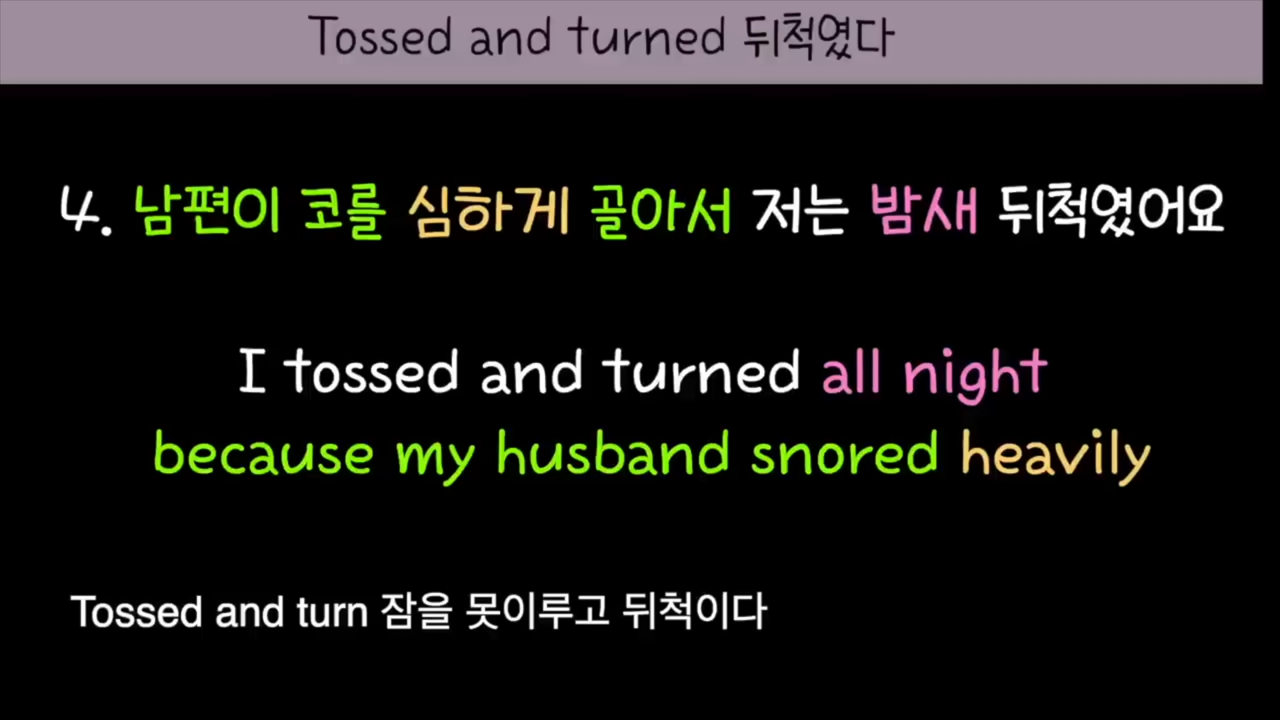 Tossed and turned 뒤척였다
4. 남편이 코를 심하게 골아서 저는 밤새 뒤척였어요
I tossed and turned all night
because my husband snored heavily
Tossed and turn 잠을 못이루고 뒤척이다